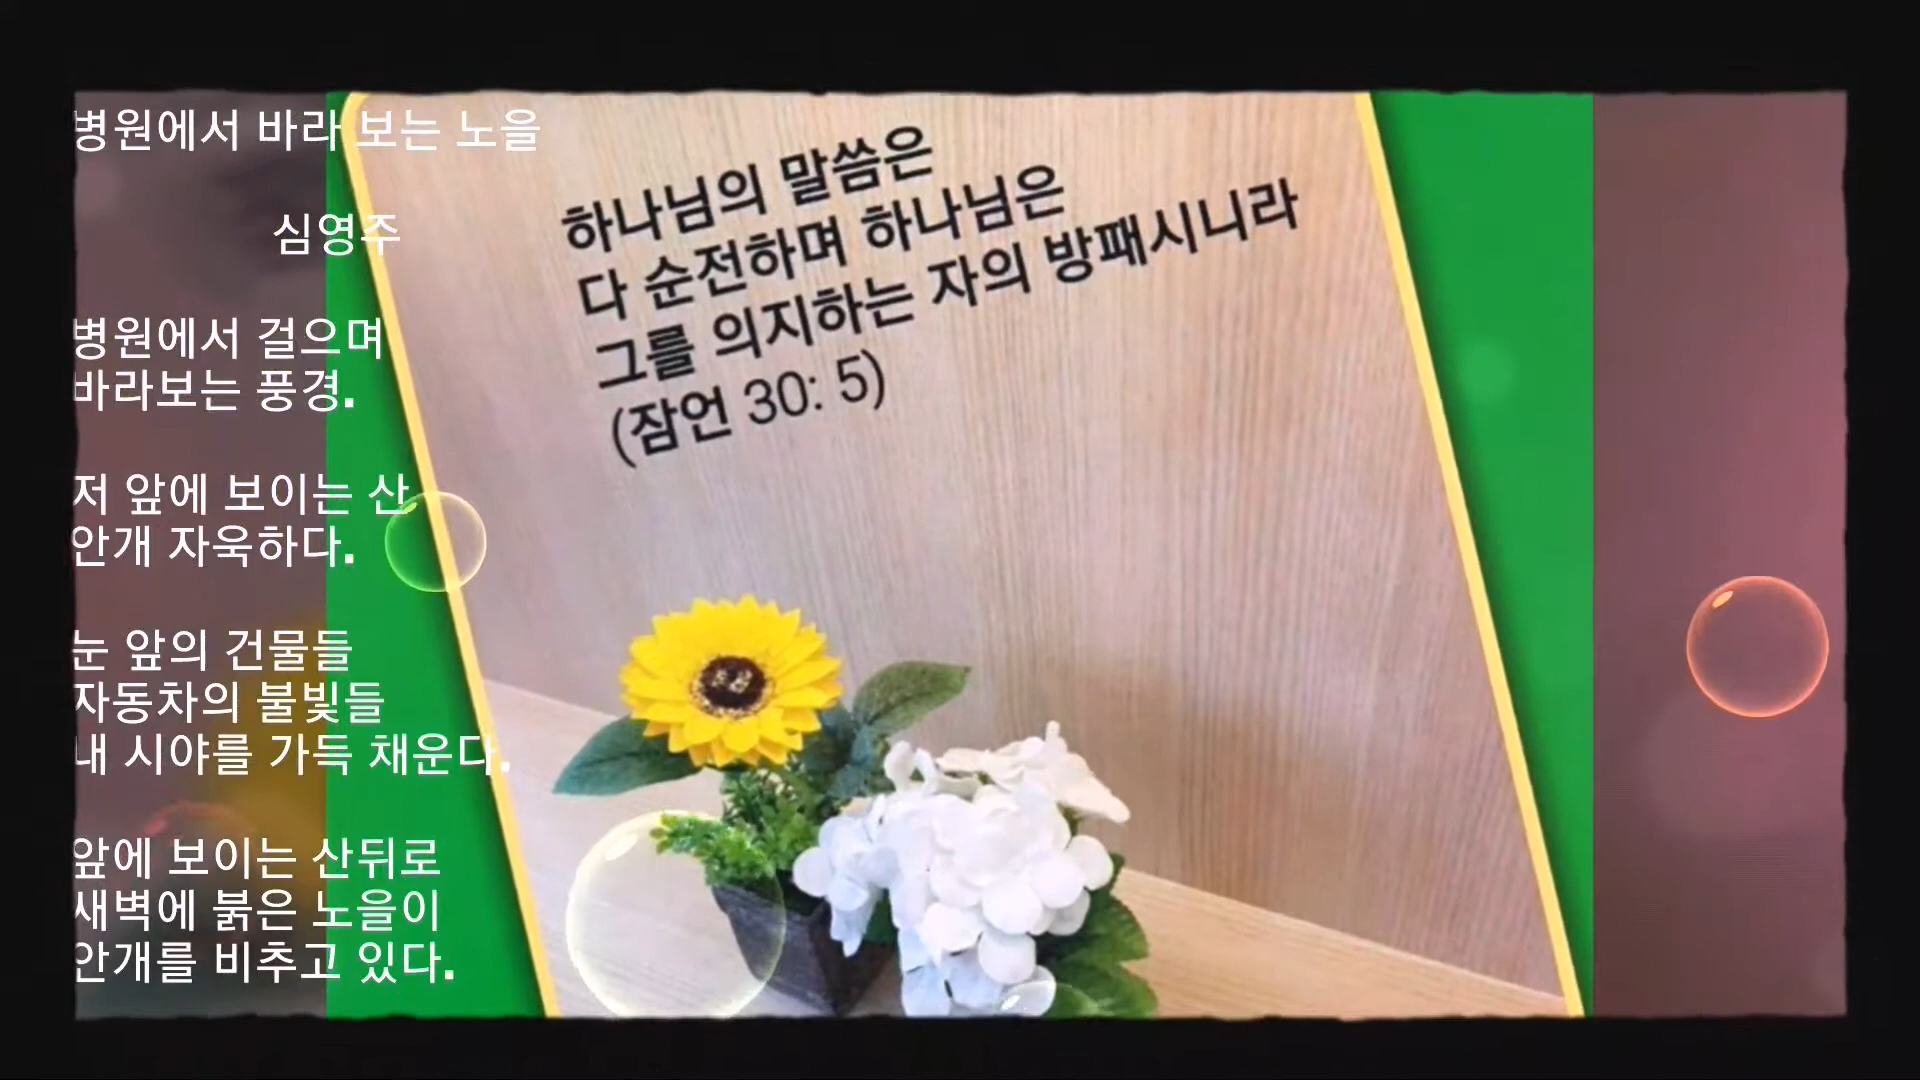 병원에서 바라 보는 노을
심영주
병원에서 걸으며
바라보는 풍경.
저 앞에 보이는 산
안개 자욱하다.
눈 앞의 건물들
자동차의 불빛들
내 시야를 가득 채운다.
앞에 보이는 산뒤로
새벽에 붉은 노을이
안개를 비추고 있다.
하나님의 말씀은
다 순전하며 하나님은
그를 의지하는 자의 방패시니라
(잠언 30: 5)